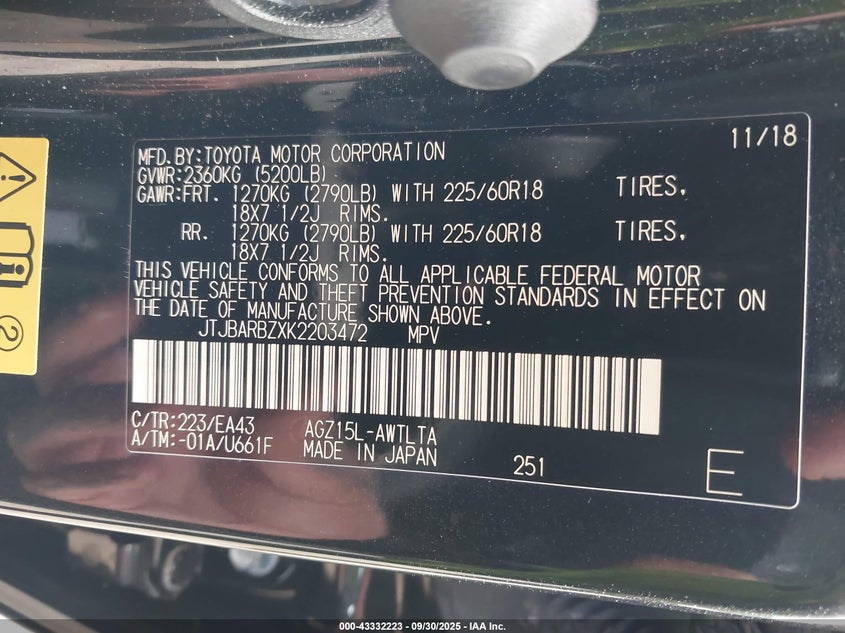 11/18
MFD.BY:TOYOTA MOTOR CORPORATION
GVWR:2360KG (5200LB)
GAWR:FRT. 1270KG (2790LB) WITH 225/60R18 TIRES.
18X7 1/2J RIMS.
RR. 1270KG (2790LB) WITH 225/60R18 TIRES.
18X7 1/2J RIMS.
THIS VEHICLE CONFORMS TO ALL APPLICABLE FEDERAL MOTOR
VEHICLE SAFETY AND THEFT PREVENTION STANDARDS IN EFFECT ON
THE DATE OF MANUFACTURE SHOWN ABOVE.
JTJBARBZXK2203472 MPV
C/TR:223/EA43 AGZ15L-AWTLTA
A/TM:-01A/U661F MADE IN JAPAN 251 E
2
000-43332223 - 09/30/2025 - IAA Inc.